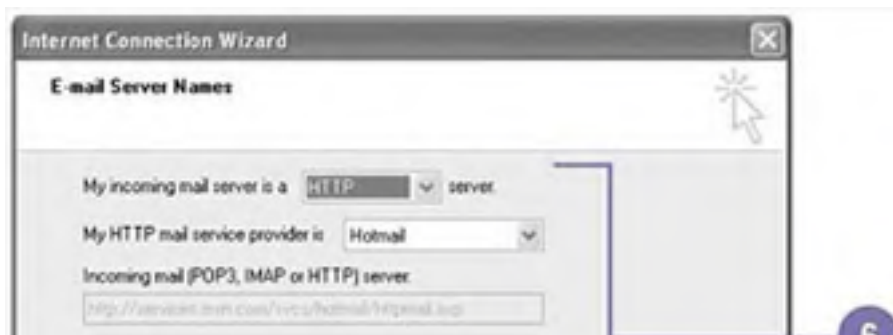 Internet Connection Wizard
E-mail Server Names
My incoming mail server is a HTTP server.
My HTTP mail service provider is Hotmail
Incoming mail (POP3, IMAP or HTTP) server:
6